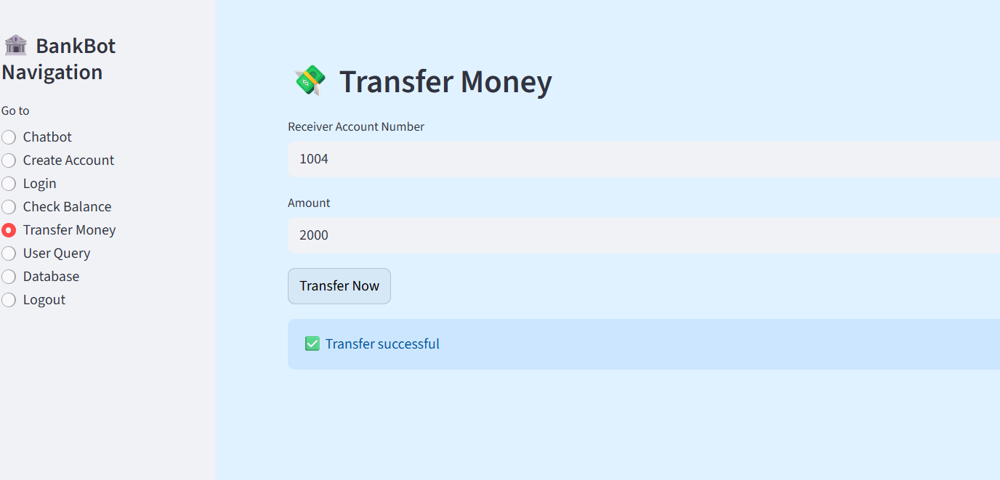 🏦 BankBot
Navigation
Go to
Chatbot
Create Account
Login
Check Balance
Transfer Money
User Query
Database
Logout
💸 Transfer Money
Receiver Account Number
1004
Amount
2000
Transfer Now
✅ Transfer successful